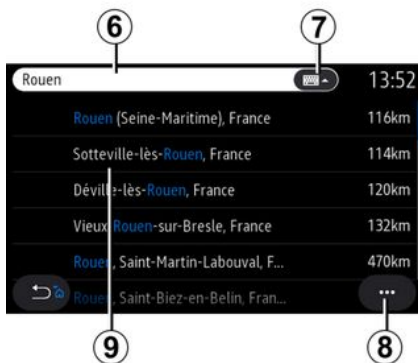 6
7
Rouen
13:52
Rouen (Seine-Maritime), France 116km
Sotteville-lès-Rouen, France 114km
Déville-lès-Rouen, France 120km
Vieux-Rouen-sur-Bresle, France 132km
Rouen, Saint-Martin-Labouval, F... 470km
Rouen, Saint-Biez-en-Belin, Fran...
...
9
8